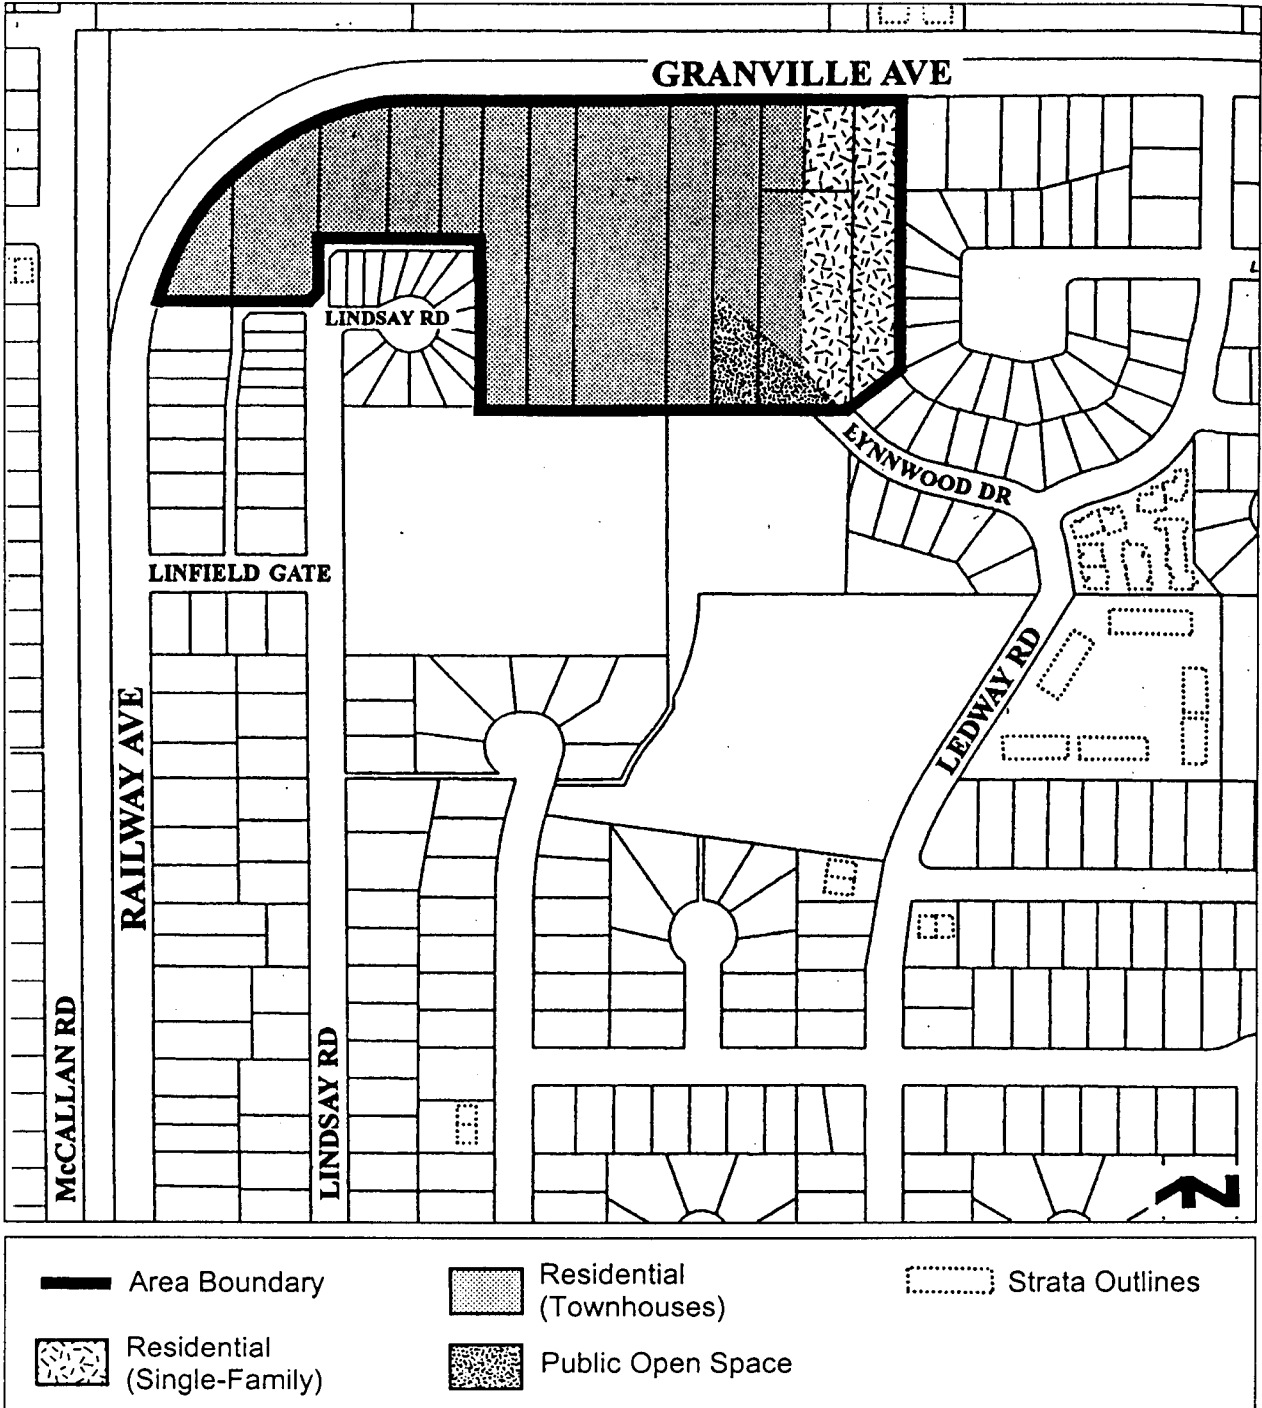 GRANVILLE AVE
LINDSAY RD
LYNNWOOD DR
LINFIELD GATE
RAILWAY AVE
LEDWAY RD
McCALLAN RD
LINDSAY RD
Area Boundary
Residential
(Townhouses)
Strata Outlines
Residential
(Single-Family)
Public Open Space